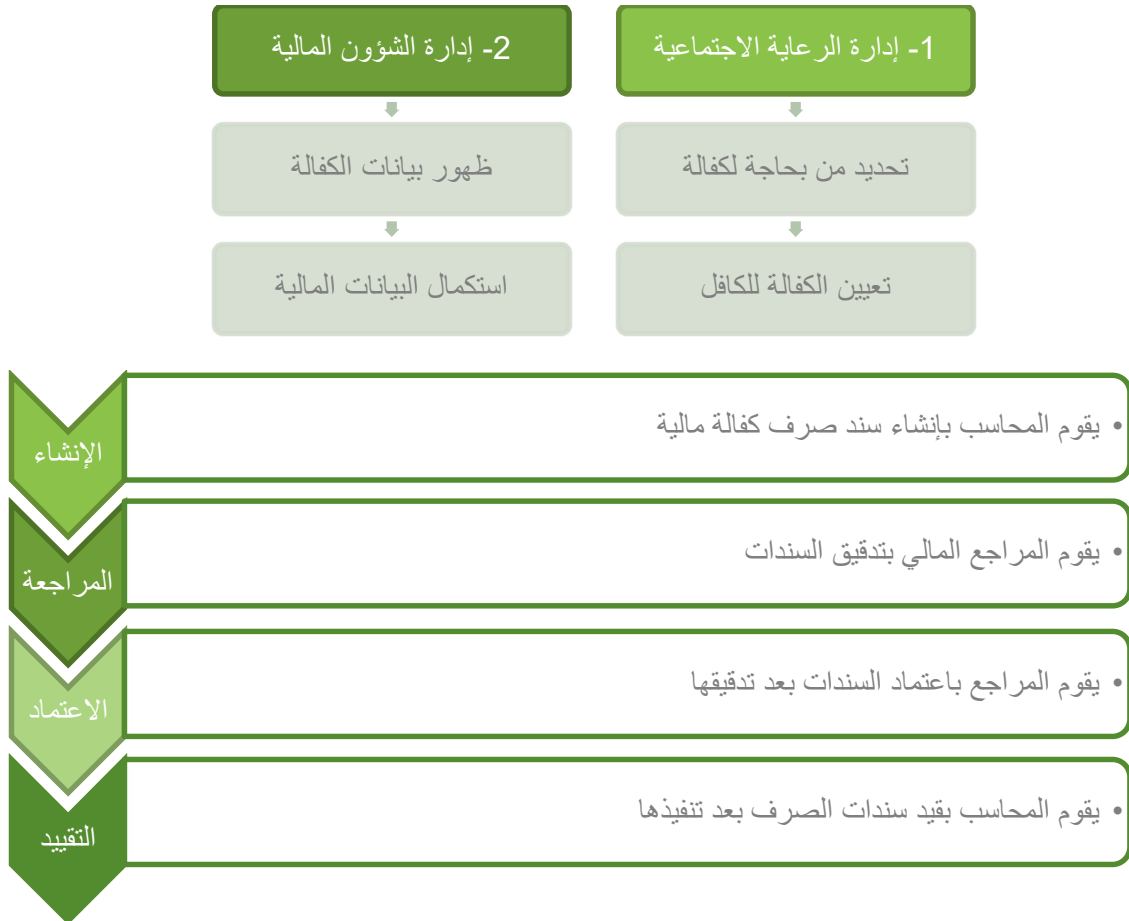 1- إدارة الرعاية الاجتماعية
تحديد من بحاجة لكفالة
تعيين الكفالة للكافل
2- إدارة الشؤون المالية
ظهور بيانات الكفالة
استكمال البيانات المالية
الإنشاء
• يقوم المحاسب بإنشاء سند صرف كفالة مالية
المراجعة
• يقوم المراجع المالي بتدقيق السندات
الاعتماد
• يقوم المراجع باعتماد السندات بعد تدقيقها
التقييد
• يقوم المحاسب بقيد سندات الصرف بعد تنفيذها